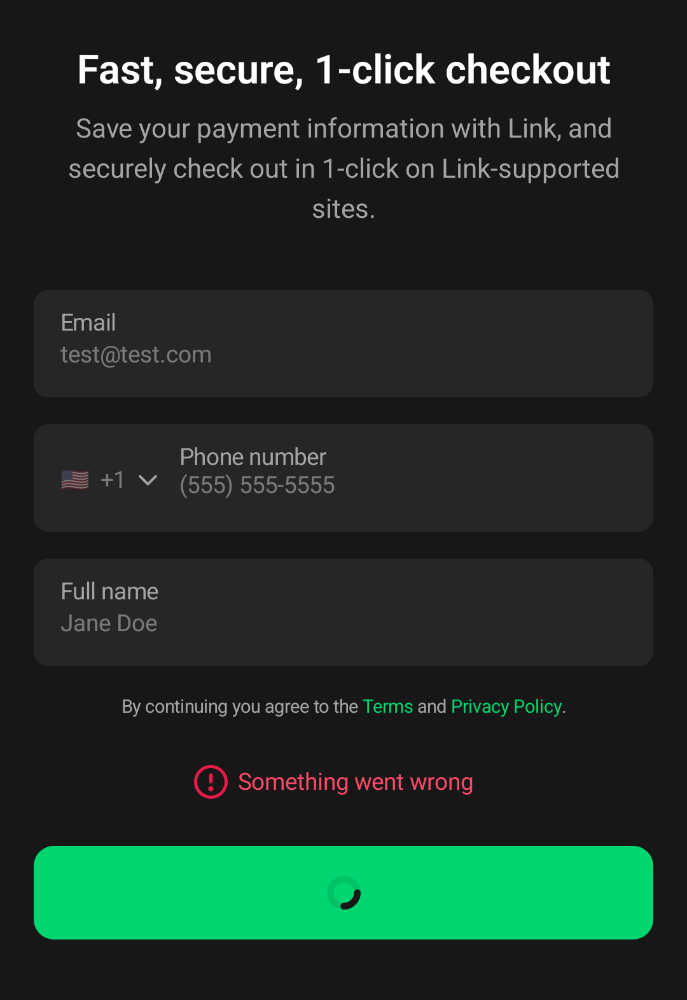 Fast, secure, 1-click checkout
Save your payment information with Link, and
securely check out in 1-click on Link-supported
sites.
Email
test@test.com
Phone number
+1 (555) 555-5555
Full name
Jane Doe
By continuing you agree to the Terms and Privacy Policy.
Something went wrong